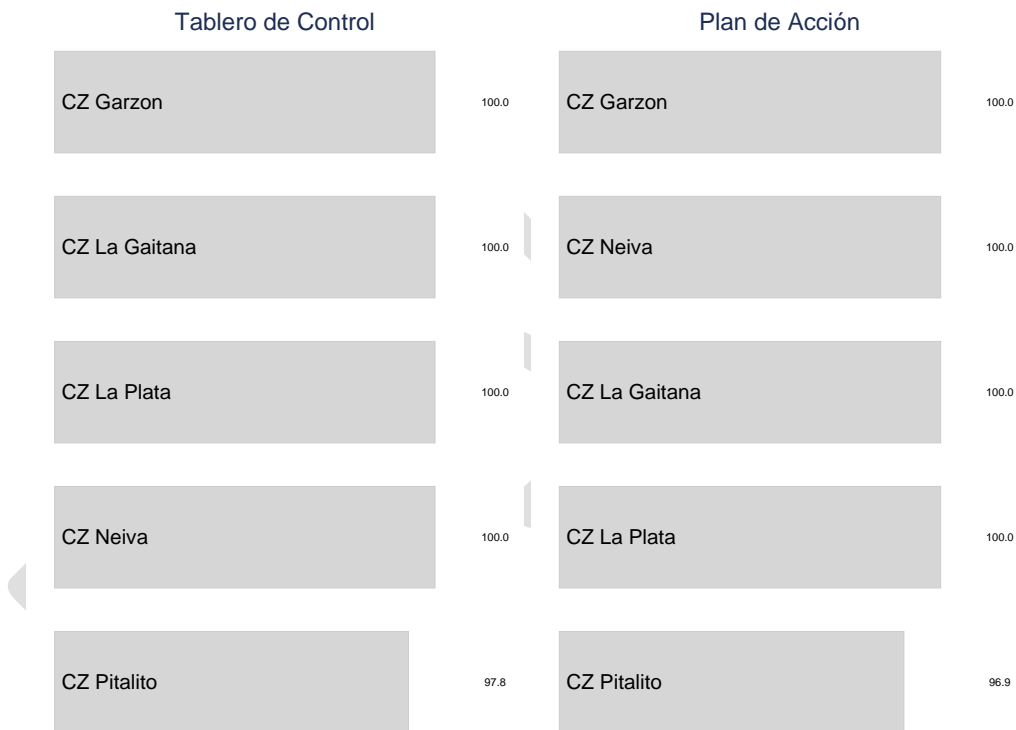 Tablero de Control
CZ Garzon 100.0
CZ La Gaitana 100.0
CZ La Plata 100.0
CZ Neiva 100.0
CZ Pitalito 97.8
Plan de Acción
CZ Garzon 100.0
CZ Neiva 100.0
CZ La Gaitana 100.0
CZ La Plata 100.0
CZ Pitalito 96.9